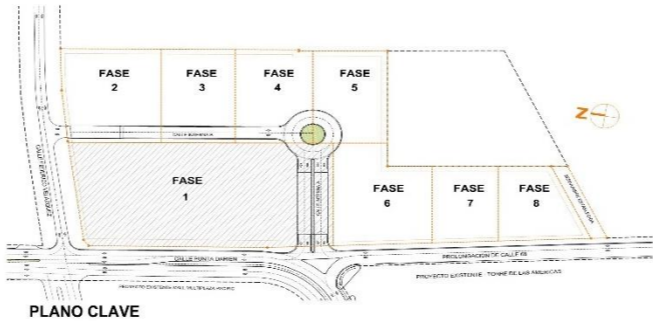 FASE
2
FASE
3
FASE
4
FASE
5
N
FASE
1
FASE
6
FASE
7
FASE
8
CALLE PUNTA DARIEN
PROLONGACION DE CALLE 68
PROYECTO EXISTENTE - TORRE DE LAS AMERICAS
PLANO CLAVE